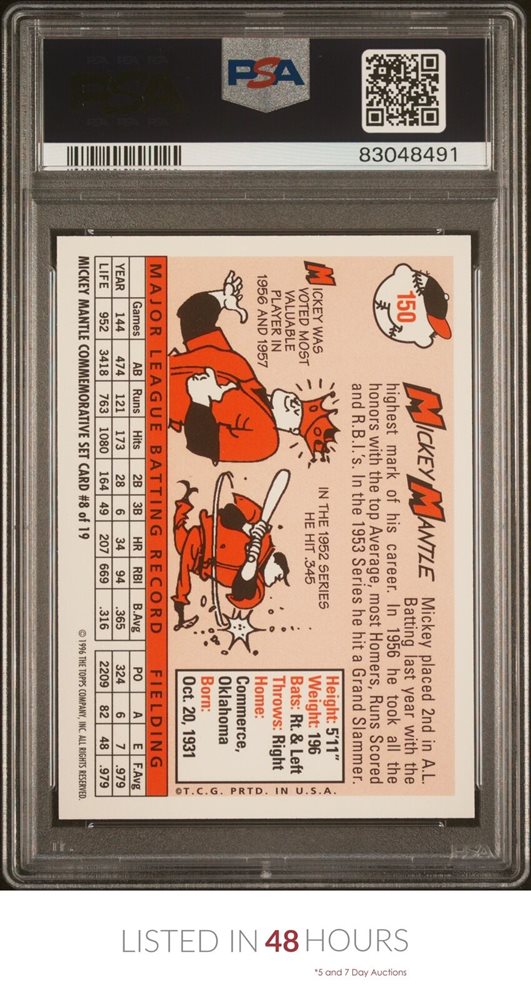 PSA
83048491
150
MICKEY MANTLE
Mickey placed 2nd in A.L.
Batting last year with the
highest mark of his career. In 1956 he took all the
honors with the top Average, most Homers, Runs Scored
and R.B.I.'s. In the 1953 Series he hit a Grand Slammer.
MICKEY WAS
VOTED MOST
VALUABLE
PLAYER IN
1956 AND 1957
IN THE 1952 SERIES
HE HIT .345
Height: 5'11"
Weight: 196
Bats: Rt. & Left
Throws: Right
Home:
Commerce,
Oklahoma
Born:
Oct. 20, 1931
©T.C.G. PRTD. IN U.S.A.
MAJOR LEAGUE BATTING RECORD FIELDING
Games AB Runs Hits 2B 3B HR RBI B.Avg PO A E F.Avg
YEAR 144 474 121 173 28 6 34 94 .365 324 6 7 .979
LIFE 952 3418 763 1080 164 49 207 669 .316 2209 82 48 .979
MICKEY MANTLE COMMEMORATIVE SET CARD #8 of 19
© 1996 THE TOPPS COMPANY, INC. ALL RIGHTS RESERVED.
PSA
LISTED IN 48 HOURS
*5 and 7 Day Auctions